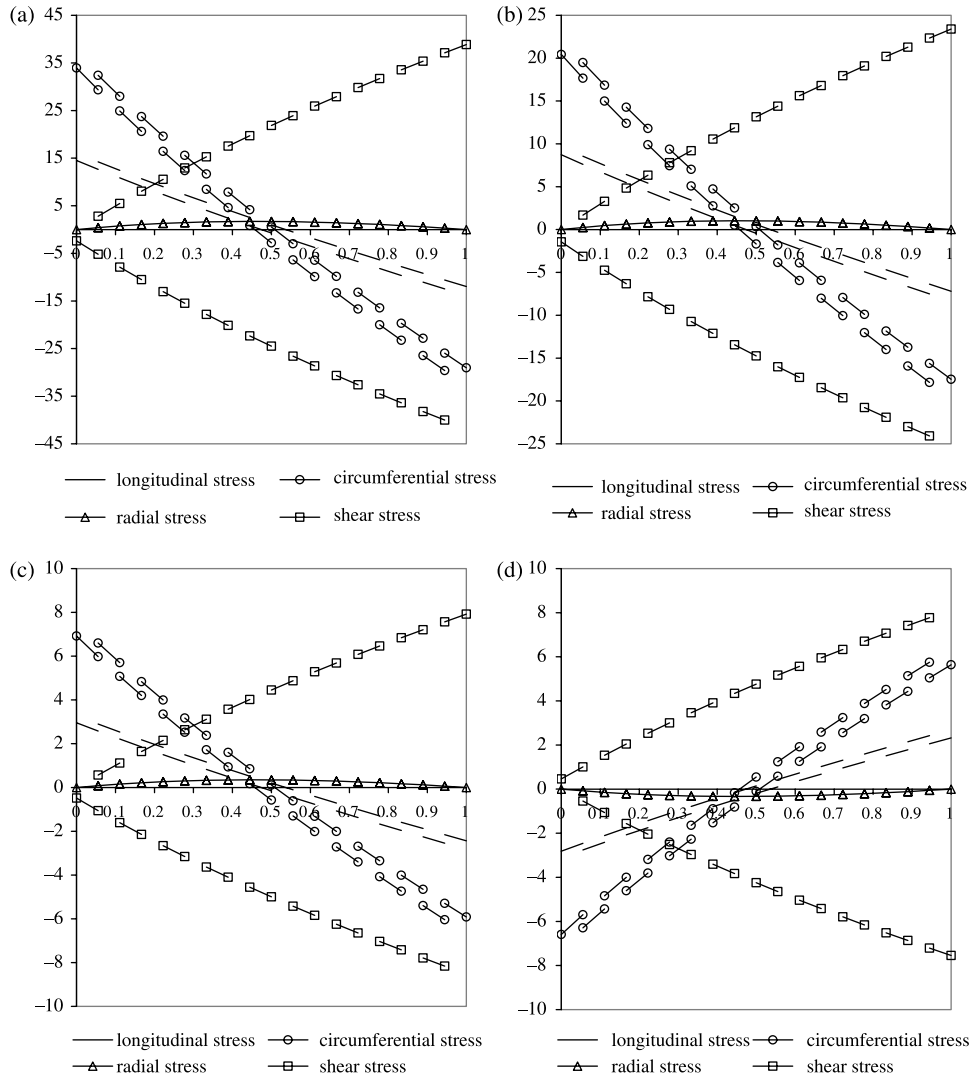 (a)
45
35
25
15
5
−5
−15
−25
−35
−45
0 0.1 0.2 0.3 0.4 0.5 0.6 0.7 0.8 0.9 1
longitudinal stress circumferential stress
radial stress shear stress
(b)
25
20
15
10
5
0
−5
−10
−15
−20
−25
0 0.1 0.2 0.3 0.4 0.5 0.6 0.7 0.8 0.9 1
longitudinal stress circumferential stress
radial stress shear stress
(c)
10
8
6
4
2
0
−2
−4
−6
−8
−10
0 0.1 0.2 0.3 0.4 0.5 0.6 0.7 0.8 0.9 1
longitudinal stress circumferential stress
radial stress shear stress
(d)
10
8
6
4
2
0
−2
−4
−6
−8
−10
0 0.1 0.2 0.3 0.4 0.5 0.6 0.7 0.8 0.9 1
longitudinal stress circumferential stress
radial stress shear stress